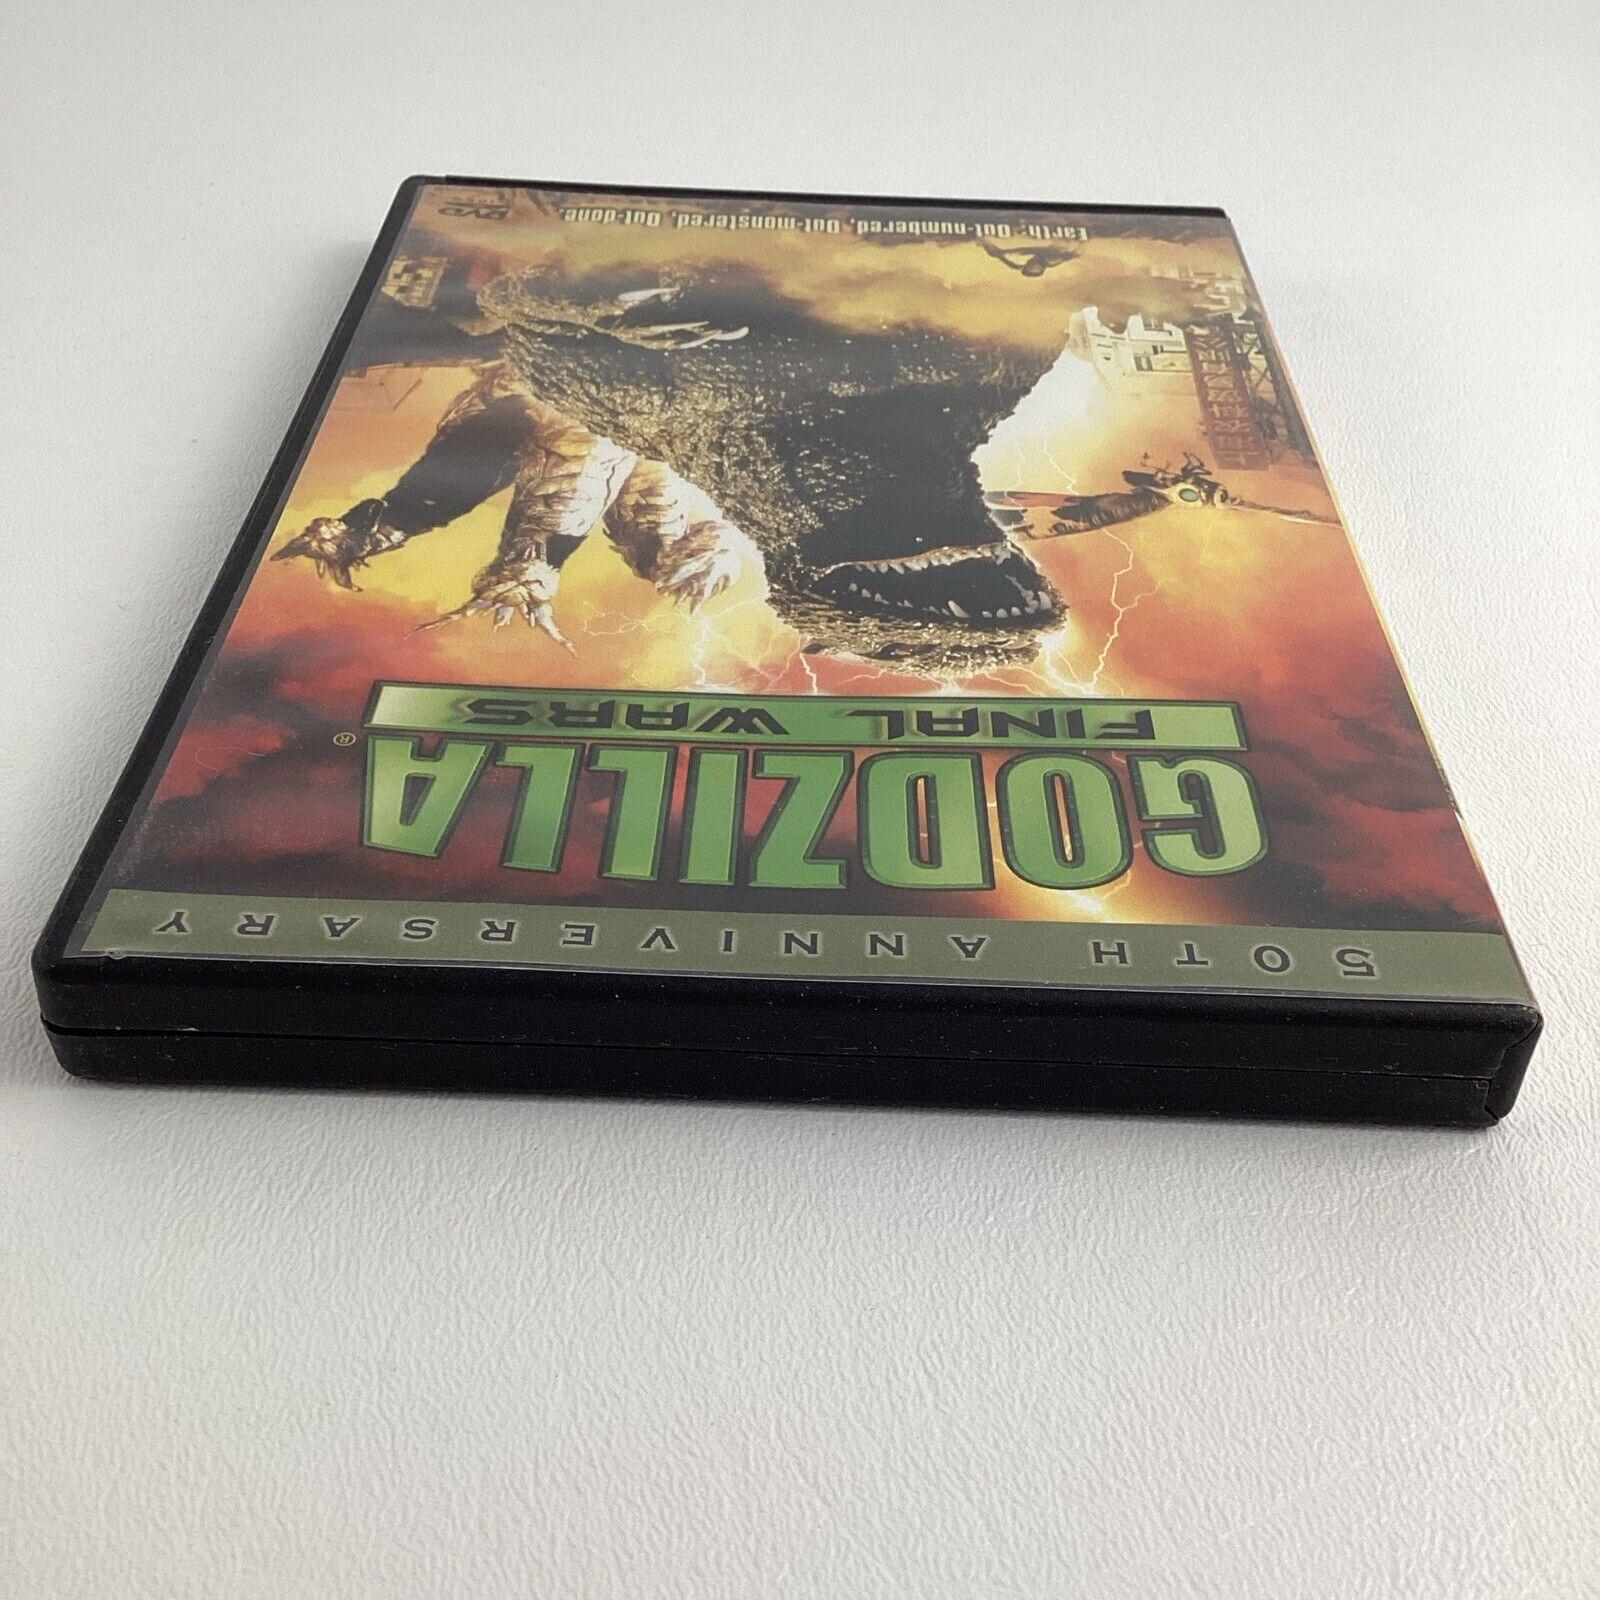 50TH ANNIVERSARY
GODZILLA®
FINAL WARS
Earth: Out-numbered, Out-monstered, Out-done.
DVD